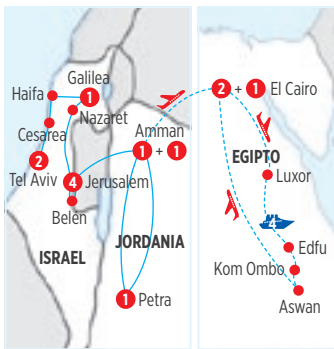 Galilea
Haifa
1
Nazaret
Cesarea
2
Tel Aviv
Amman
1 + 1
4
Jerusalem
Belén
ISRAEL
JORDANIA
1
Petra
2 + 1 El Cairo
EGIPTO
Luxor
4
Edfu
Kom Ombo
Aswan